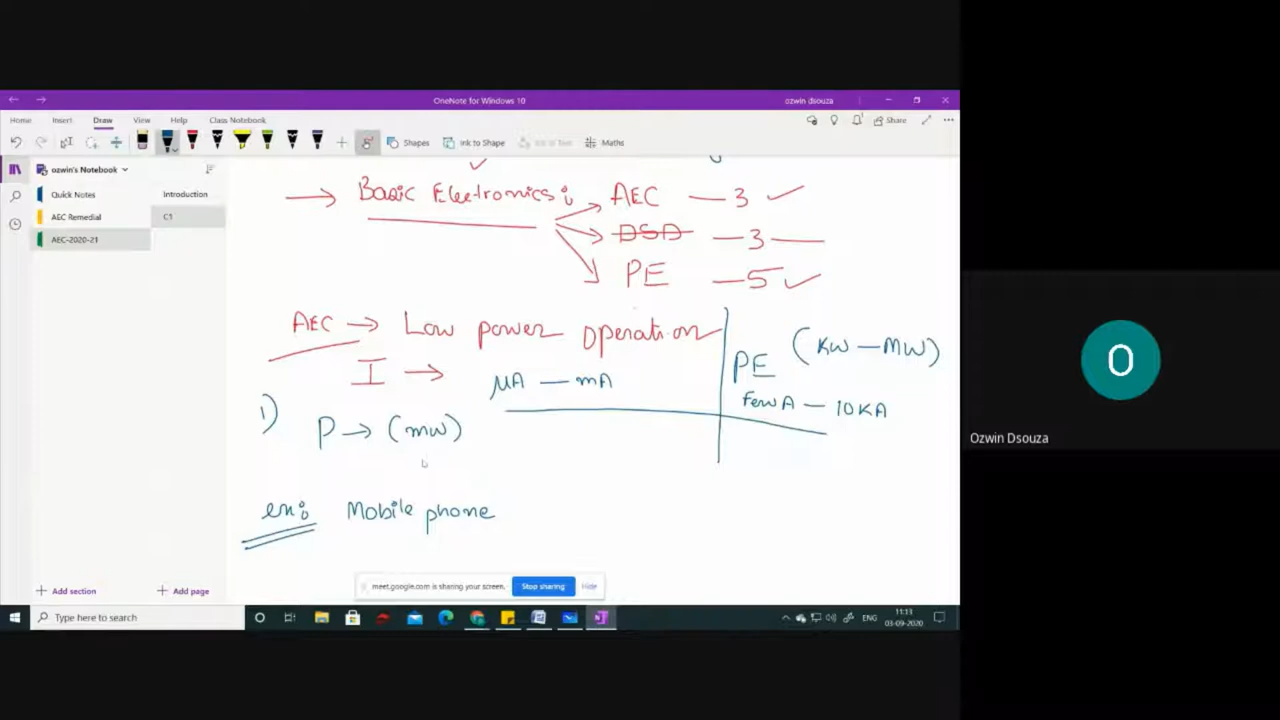 OneNote for Windows 10
ozwin dsouza
Home Insert Draw View Help Class Notebook
Share
Shapes Ink to Shape Ink to Text Maths
ozwin's Notebook
Quick Notes
AEC Remedial
AEC-2020-21
Introduction
C1
→ Basic Electronics: AEC — 3 ✓
DSD — 3 —
PE — 5 ✓
AEC → Low power operation
I → μA — mA
PE (KW — MW)
Few A — 10KA
1) P → (mw)
ex: Mobile phone
Add section
Add page
meet.google.com is sharing your screen. Stop sharing Hide
Type here to search
ENG
11:13
03-09-2020
O
Ozwin Dsouza